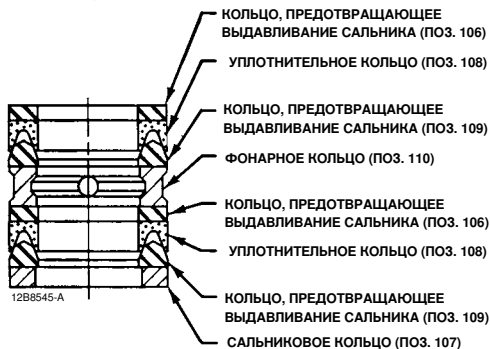 КОЛЬЦО, ПРЕДОТВРАЩАЮЩЕЕ
ВЫДАВЛИВАНИЕ САЛЬНИКА (ПОЗ. 106)
УПЛОТНИТЕЛЬНОЕ КОЛЬЦО (ПОЗ. 108)
КОЛЬЦО, ПРЕДОТВРАЩАЮЩЕЕ
ВЫДАВЛИВАНИЕ САЛЬНИКА (ПОЗ. 109)
ФОНАРНОЕ КОЛЬЦО (ПОЗ. 110)
КОЛЬЦО, ПРЕДОТВРАЩАЮЩЕЕ
ВЫДАВЛИВАНИЕ САЛЬНИКА (ПОЗ. 106)
УПЛОТНИТЕЛЬНОЕ КОЛЬЦО (ПОЗ. 108)
12B8545-A
КОЛЬЦО, ПРЕДОТВРАЩАЮЩЕЕ
ВЫДАВЛИВАНИЕ САЛЬНИКА (ПОЗ. 109)
САЛЬНИКОВОЕ КОЛЬЦО (ПОЗ. 107)